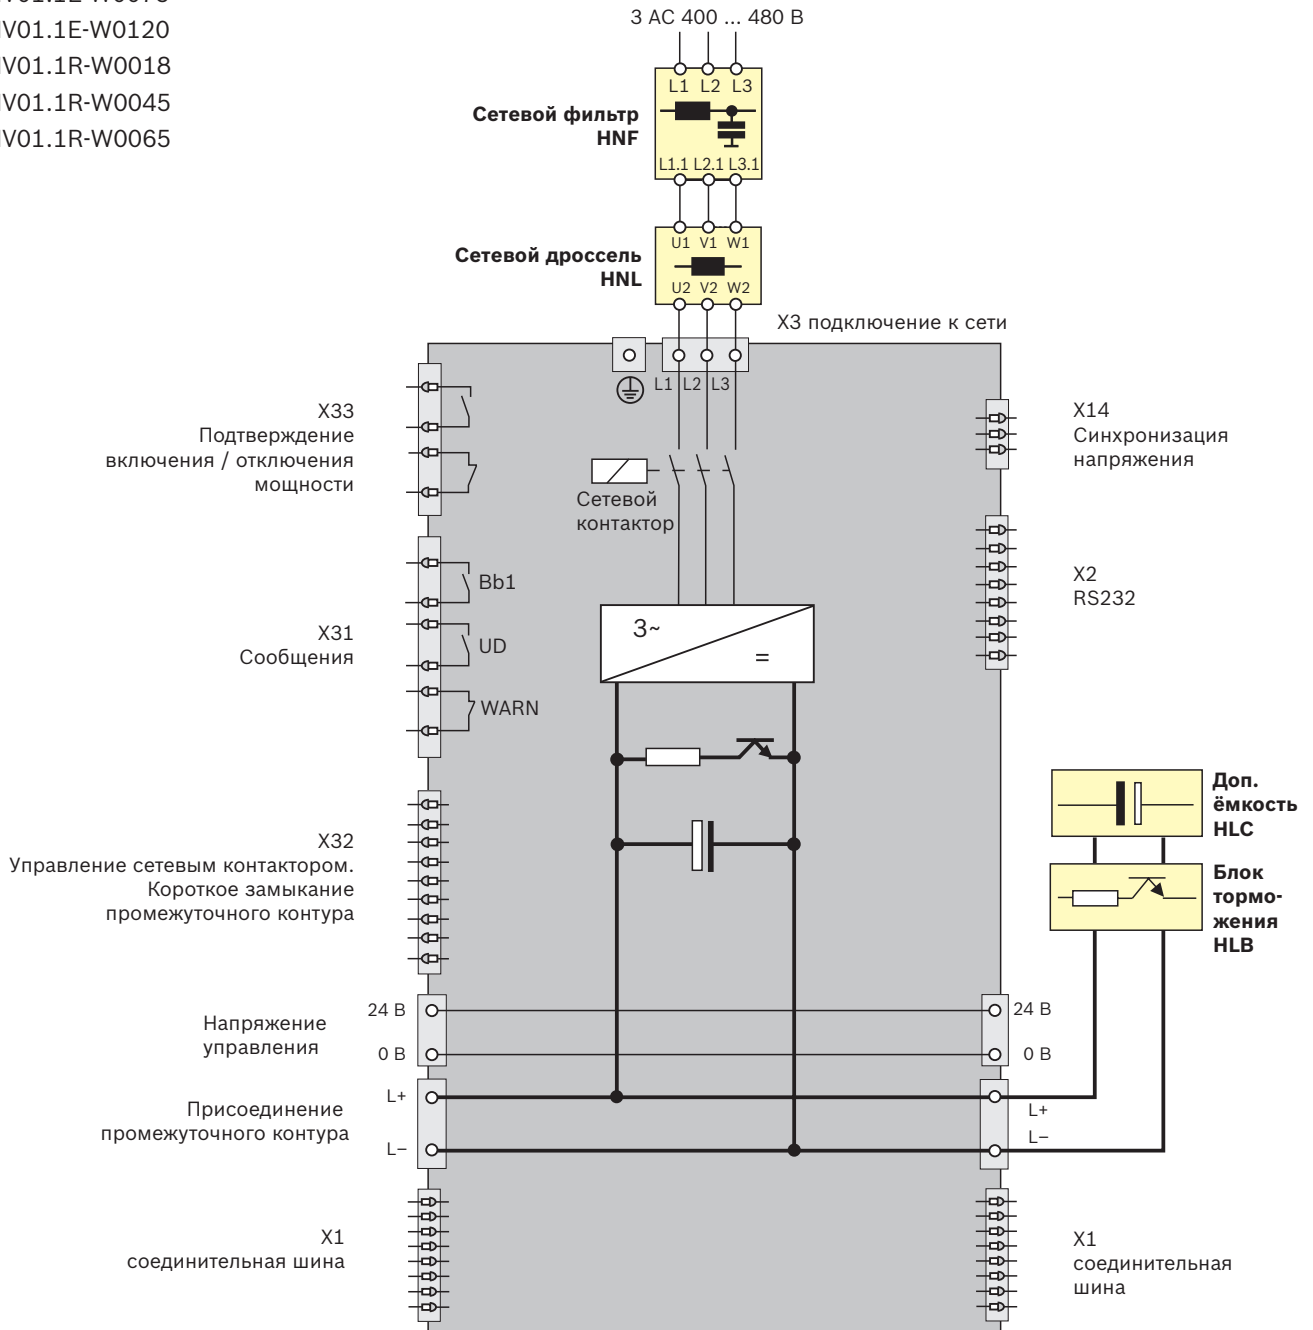 V01.1E-W0120
V01.1R-W0018
V01.1R-W0045
V01.1R-W0065
3 AC 400 ... 480 В
L1 L2 L3
Сетевой фильтр
HNF
L1.1 L2.1 L3.1
U1 V1 W1
Сетевой дроссель
HNL
U2 V2 W2
X3 подключение к сети
L1 L2 L3
X33
Подтверждение
включения / отключения
мощности
X14
Синхронизация
напряжения
Сетевой
контактор
Bb1
X2
RS232
X31
Сообщения
UD
WARN
3~
=
Доп.
ёмкость
HLC
X32
Управление сетевым контактором.
Короткое замыкание
промежуточного контура
Блок
тормо-
жения
HLB
Напряжение
управления
24 В
0 В
24 В
0 В
Присоединение
промежуточного контура
L+
L–
L+
L–
X1
соединительная шина
X1
соединительная
шина